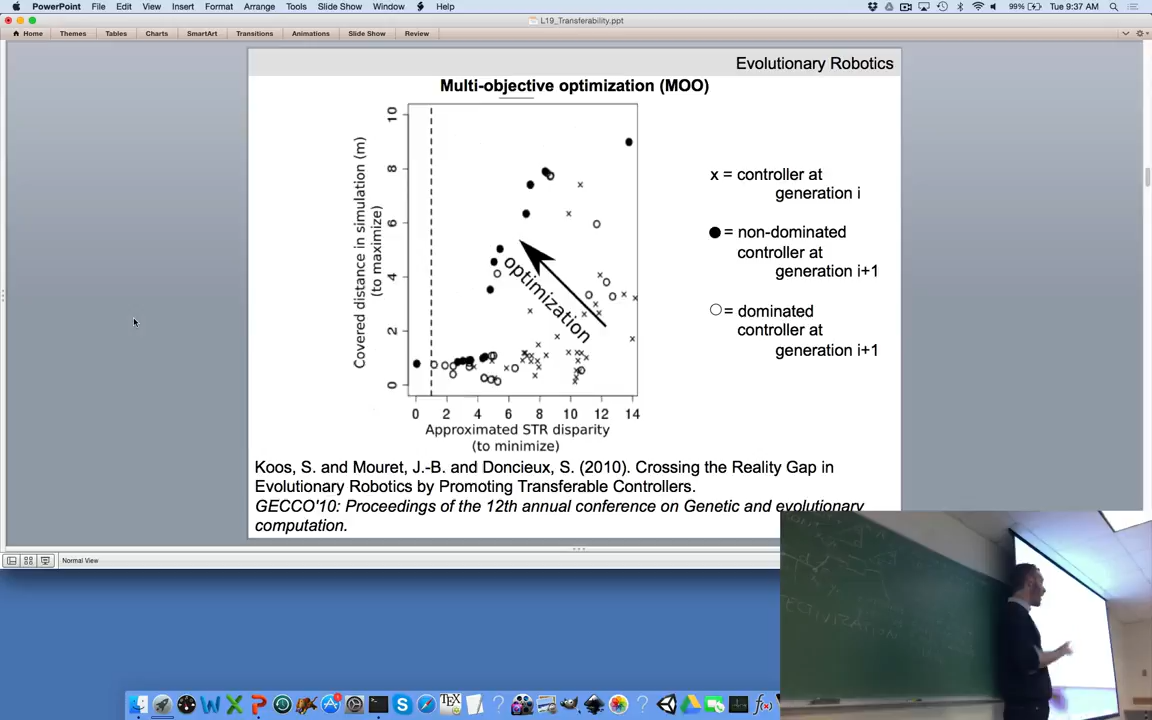 PowerPoint File Edit View Insert Format Arrange Tools Slide Show Window Help
99% Tue 9:37 AM
L19_Transferability.ppt
Home Themes Tables Charts SmartArt Transitions Animations Slide Show Review
Evolutionary Robotics
Multi-objective optimization (MOO)
Covered distance in simulation (m)
(to maximize)
10
8
6
4
2
0
optimization
0 2 4 6 8 10 12 14
Approximated STR disparity
(to minimize)
x = controller at
generation i
= non-dominated
controller at
generation i+1
= dominated
controller at
generation i+1
Koos, S. and Mouret, J.-B. and Doncieux, S. (2010). Crossing the Reality Gap in
Evolutionary Robotics by Promoting Transferable Controllers.
GECCO'10: Proceedings of the 12th annual conference on Genetic and evolutionary
computation.
Normal View